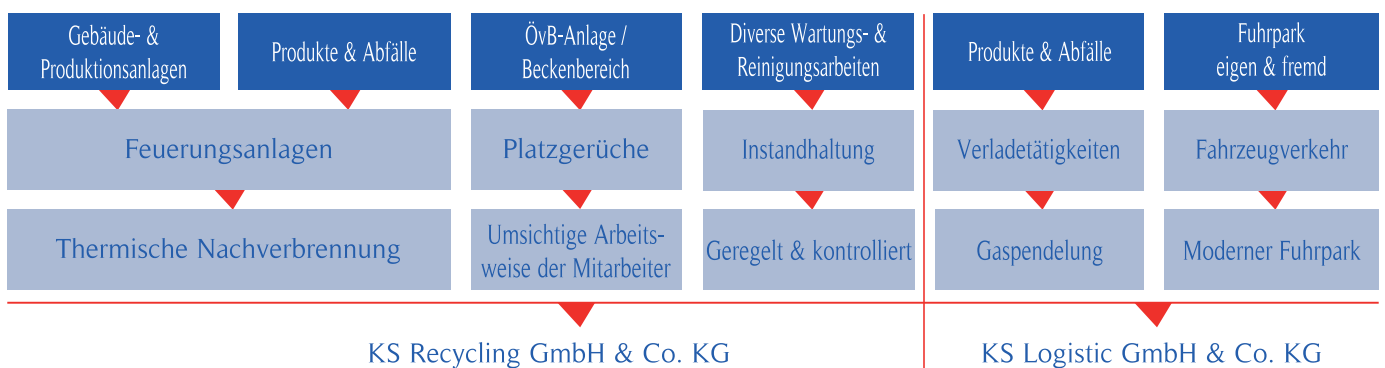 Gebäude- &
Produktionsanlagen
Produkte & Abfälle
ÖvB-Anlage /
Beckenbereich
Diverse Wartungs- &
Reinigungsarbeiten
Produkte & Abfälle
Fuhrpark
eigen & fremd
Feuerungsanlagen
Platzgerüche
Instandhaltung
Verladetätigkeiten
Fahrzeugverkehr
Thermische Nachverbrennung
Umsichtige Arbeits-
weise der Mitarbeiter
Geregelt & kontrolliert
Gaspendelung
Moderner Fuhrpark
KS Recycling GmbH & Co. KG
KS Logistic GmbH & Co. KG